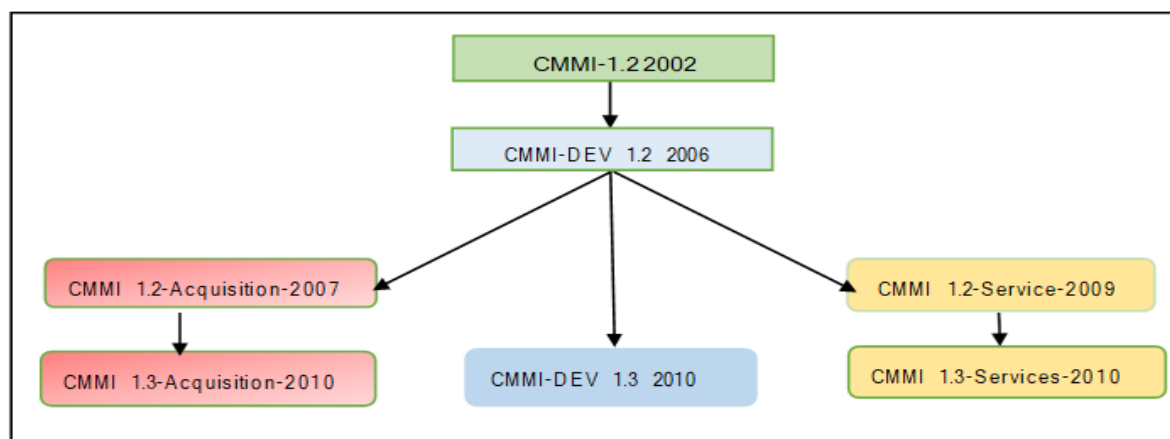 CMMI-1.2 2002
CMMI-DEV 1.2 2006
CMMI 1.2-Acquisition-2007
CMMI 1.2-Service-2009
CMMI 1.3-Acquisition-2010
CMMI-DEV 1.3 2010
CMMI 1.3-Services-2010